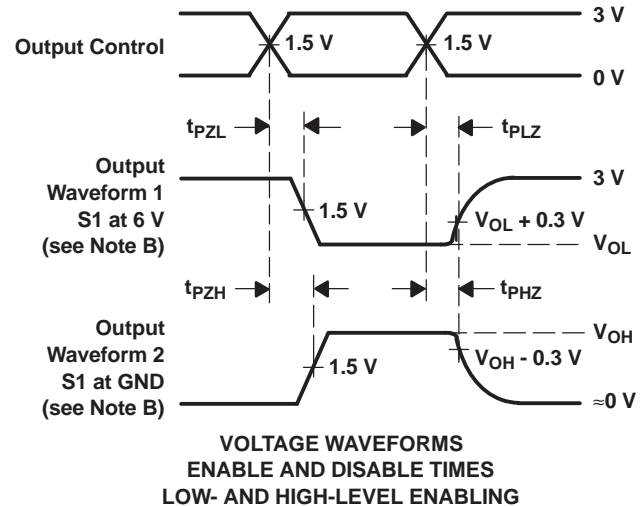 3 V
Output Control
1.5 V
1.5 V
0 V
tPZL
tPLZ
Output
Waveform 1
S1 at 6 V
(see Note B)
3 V
1.5 V
VOL + 0.3 V
VOL
tPZH
tPHZ
Output
Waveform 2
S1 at GND
(see Note B)
VOH
1.5 V
VOH - 0.3 V
≈0 V
VOLTAGE WAVEFORMS
ENABLE AND DISABLE TIMES
LOW- AND HIGH-LEVEL ENABLING